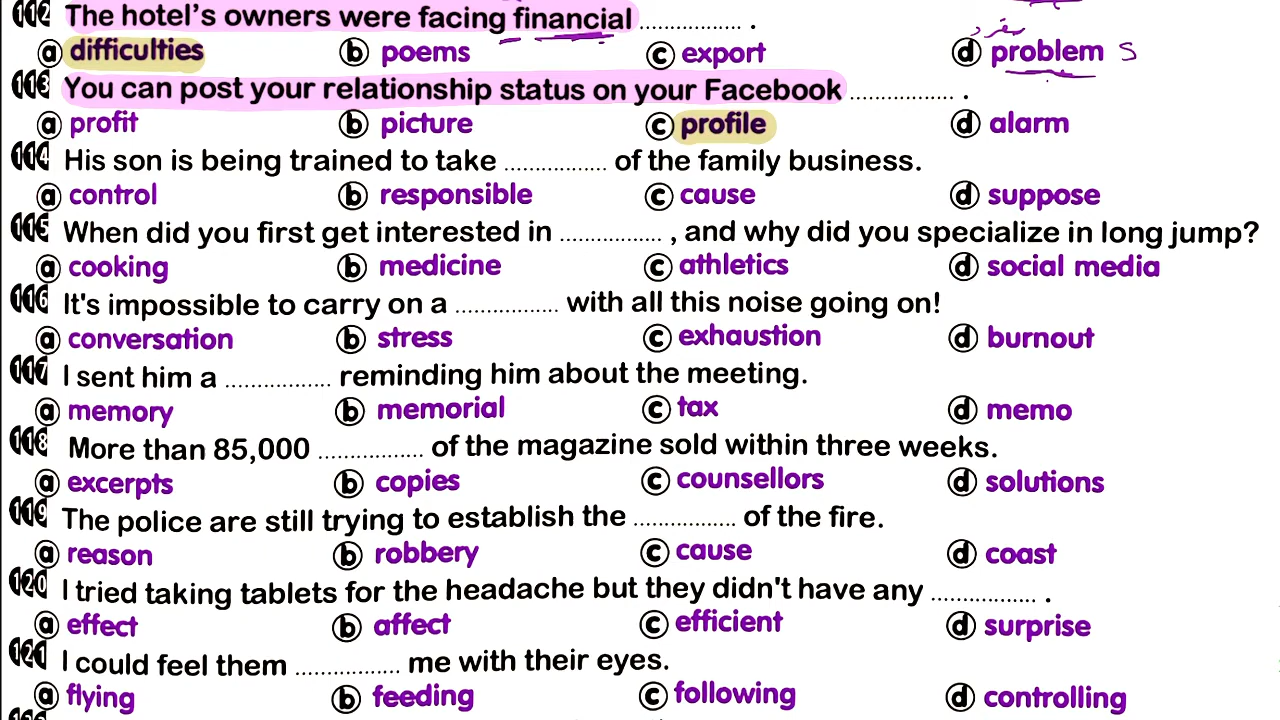 112 The hotel's owners were facing financial ................ .
ⓐ difficulties ⓑ poems ⓒ export ⓓ problem s
113 You can post your relationship status on your Facebook ................ .
ⓐ profit ⓑ picture ⓒ profile ⓓ alarm
114 His son is being trained to take ................ of the family business.
ⓐ control ⓑ responsible ⓒ cause ⓓ suppose
115 When did you first get interested in ................ , and why did you specialize in long jump?
ⓐ cooking ⓑ medicine ⓒ athletics ⓓ social media
116 It's impossible to carry on a ................ with all this noise going on!
ⓐ conversation ⓑ stress ⓒ exhaustion ⓓ burnout
117 I sent him a ................ reminding him about the meeting.
ⓐ memory ⓑ memorial ⓒ tax ⓓ memo
118 More than 85,000 ................ of the magazine sold within three weeks.
ⓐ excerpts ⓑ copies ⓒ counsellors ⓓ solutions
119 The police are still trying to establish the ................ of the fire.
ⓐ reason ⓑ robbery ⓒ cause ⓓ coast
120 I tried taking tablets for the headache but they didn't have any ................ .
ⓐ effect ⓑ affect ⓒ efficient ⓓ surprise
121 I could feel them ................ me with their eyes.
ⓐ flying ⓑ feeding ⓒ following ⓓ controlling